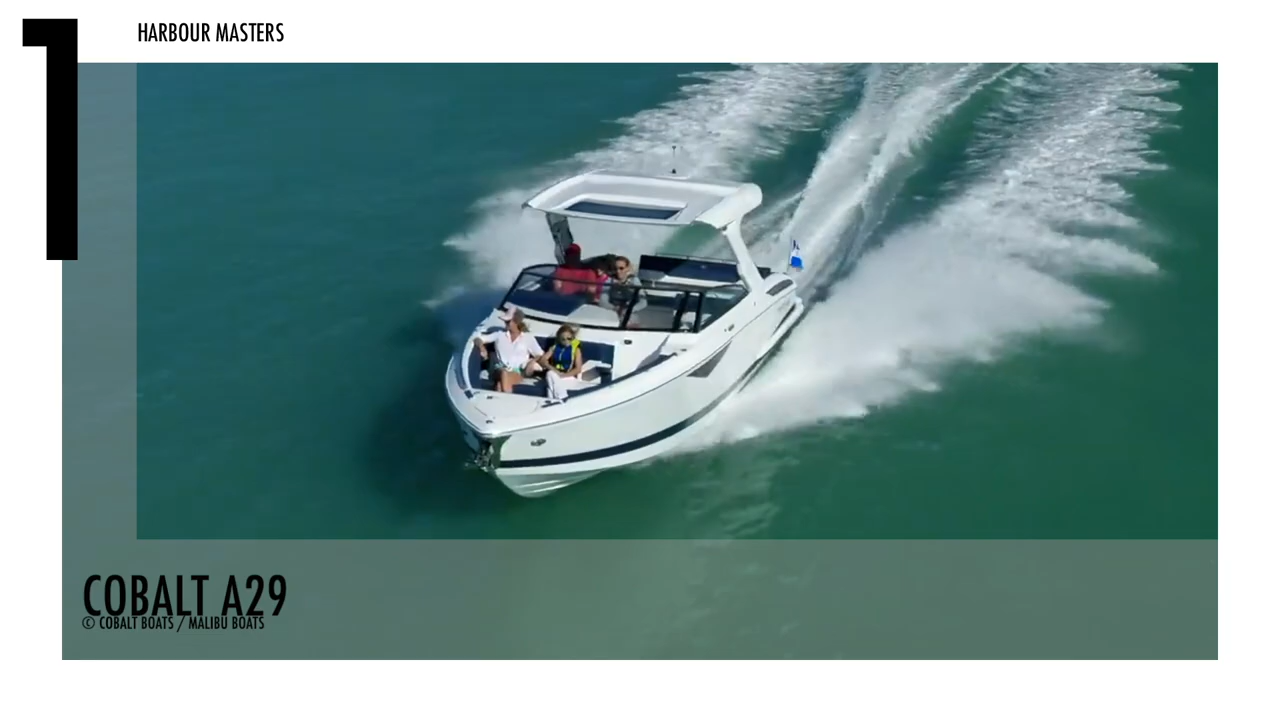 1
HARBOUR MASTERS
COBALT A29
© COBALT BOATS / MALIBU BOATS